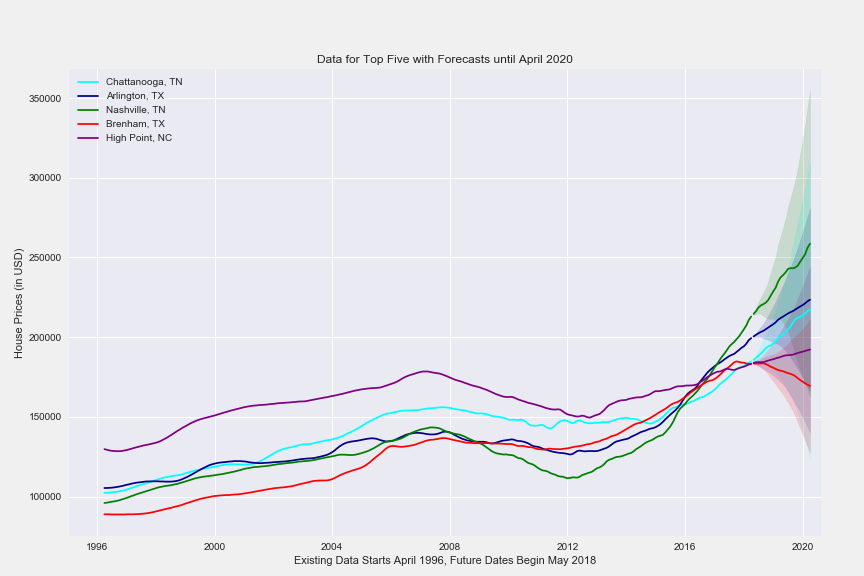 Data for Top Five with Forecasts until April 2020
Chattanooga, TN
Arlington, TX
Nashville, TN
Brenham, TX
High Point, NC
350000
300000
250000
200000
150000
100000
House Prices (in USD)
1996 2000 2004 2008 2012 2016 2020
Existing Data Starts April 1996, Future Dates Begin May 2018